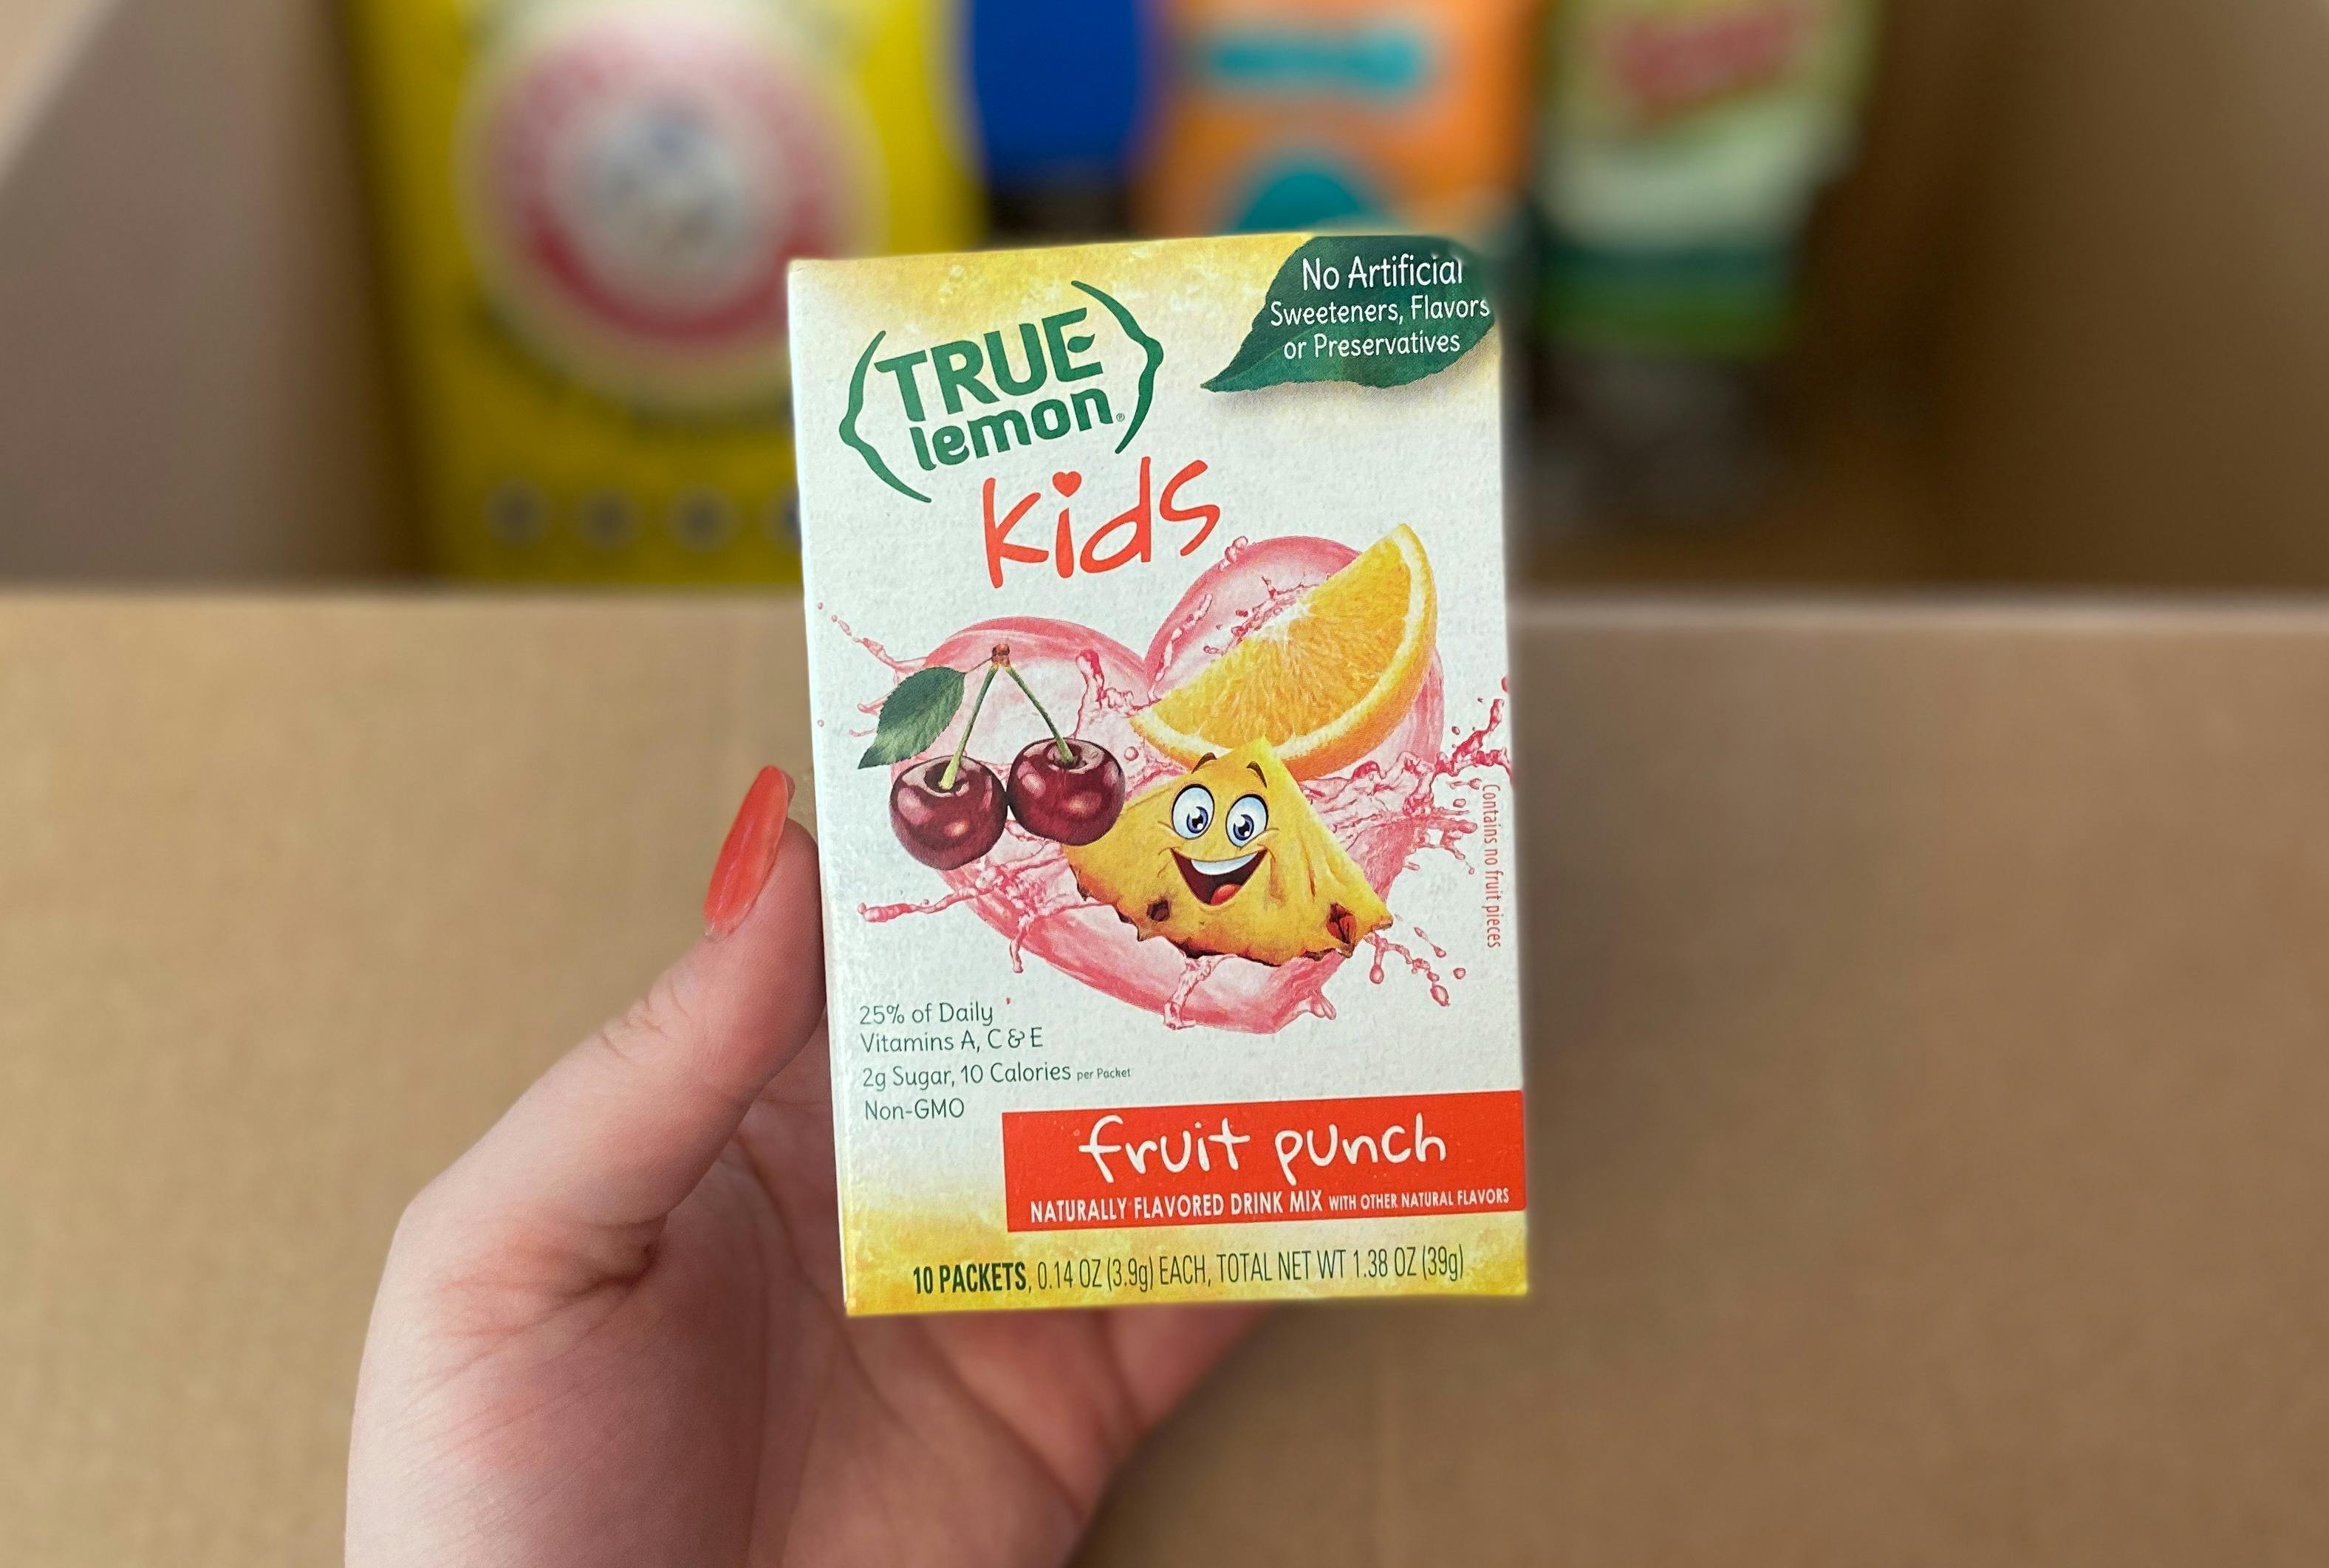 No Artificial
Sweeteners, Flavors
or Preservatives
TRUE
lemon®
kids
Contains no fruit pieces
25% of Daily
Vitamins A, C & E
2g Sugar, 10 Calories per Packet
Non-GMO
fruit punch
NATURALLY FLAVORED DRINK MIX WITH OTHER NATURAL FLAVORS
10 PACKETS, 0.14 OZ (3.9g) EACH, TOTAL NET WT 1.38 OZ (39g)